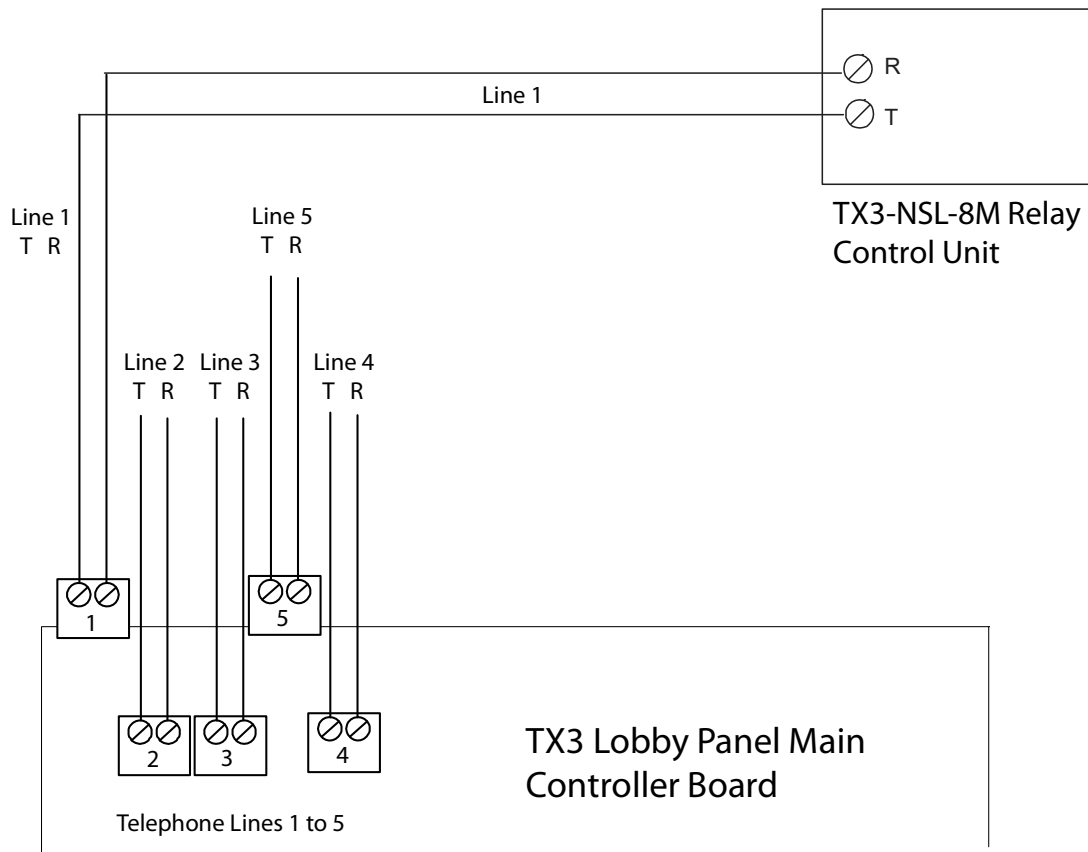 R
Line 1
T
TX3-NSL-8M Relay
Control Unit
Line 1
T R
Line 5
T R
Line 2
T R
Line 3
T R
Line 4
T R
1
5
2
3
4
TX3 Lobby Panel Main
Controller Board
Telephone Lines 1 to 5